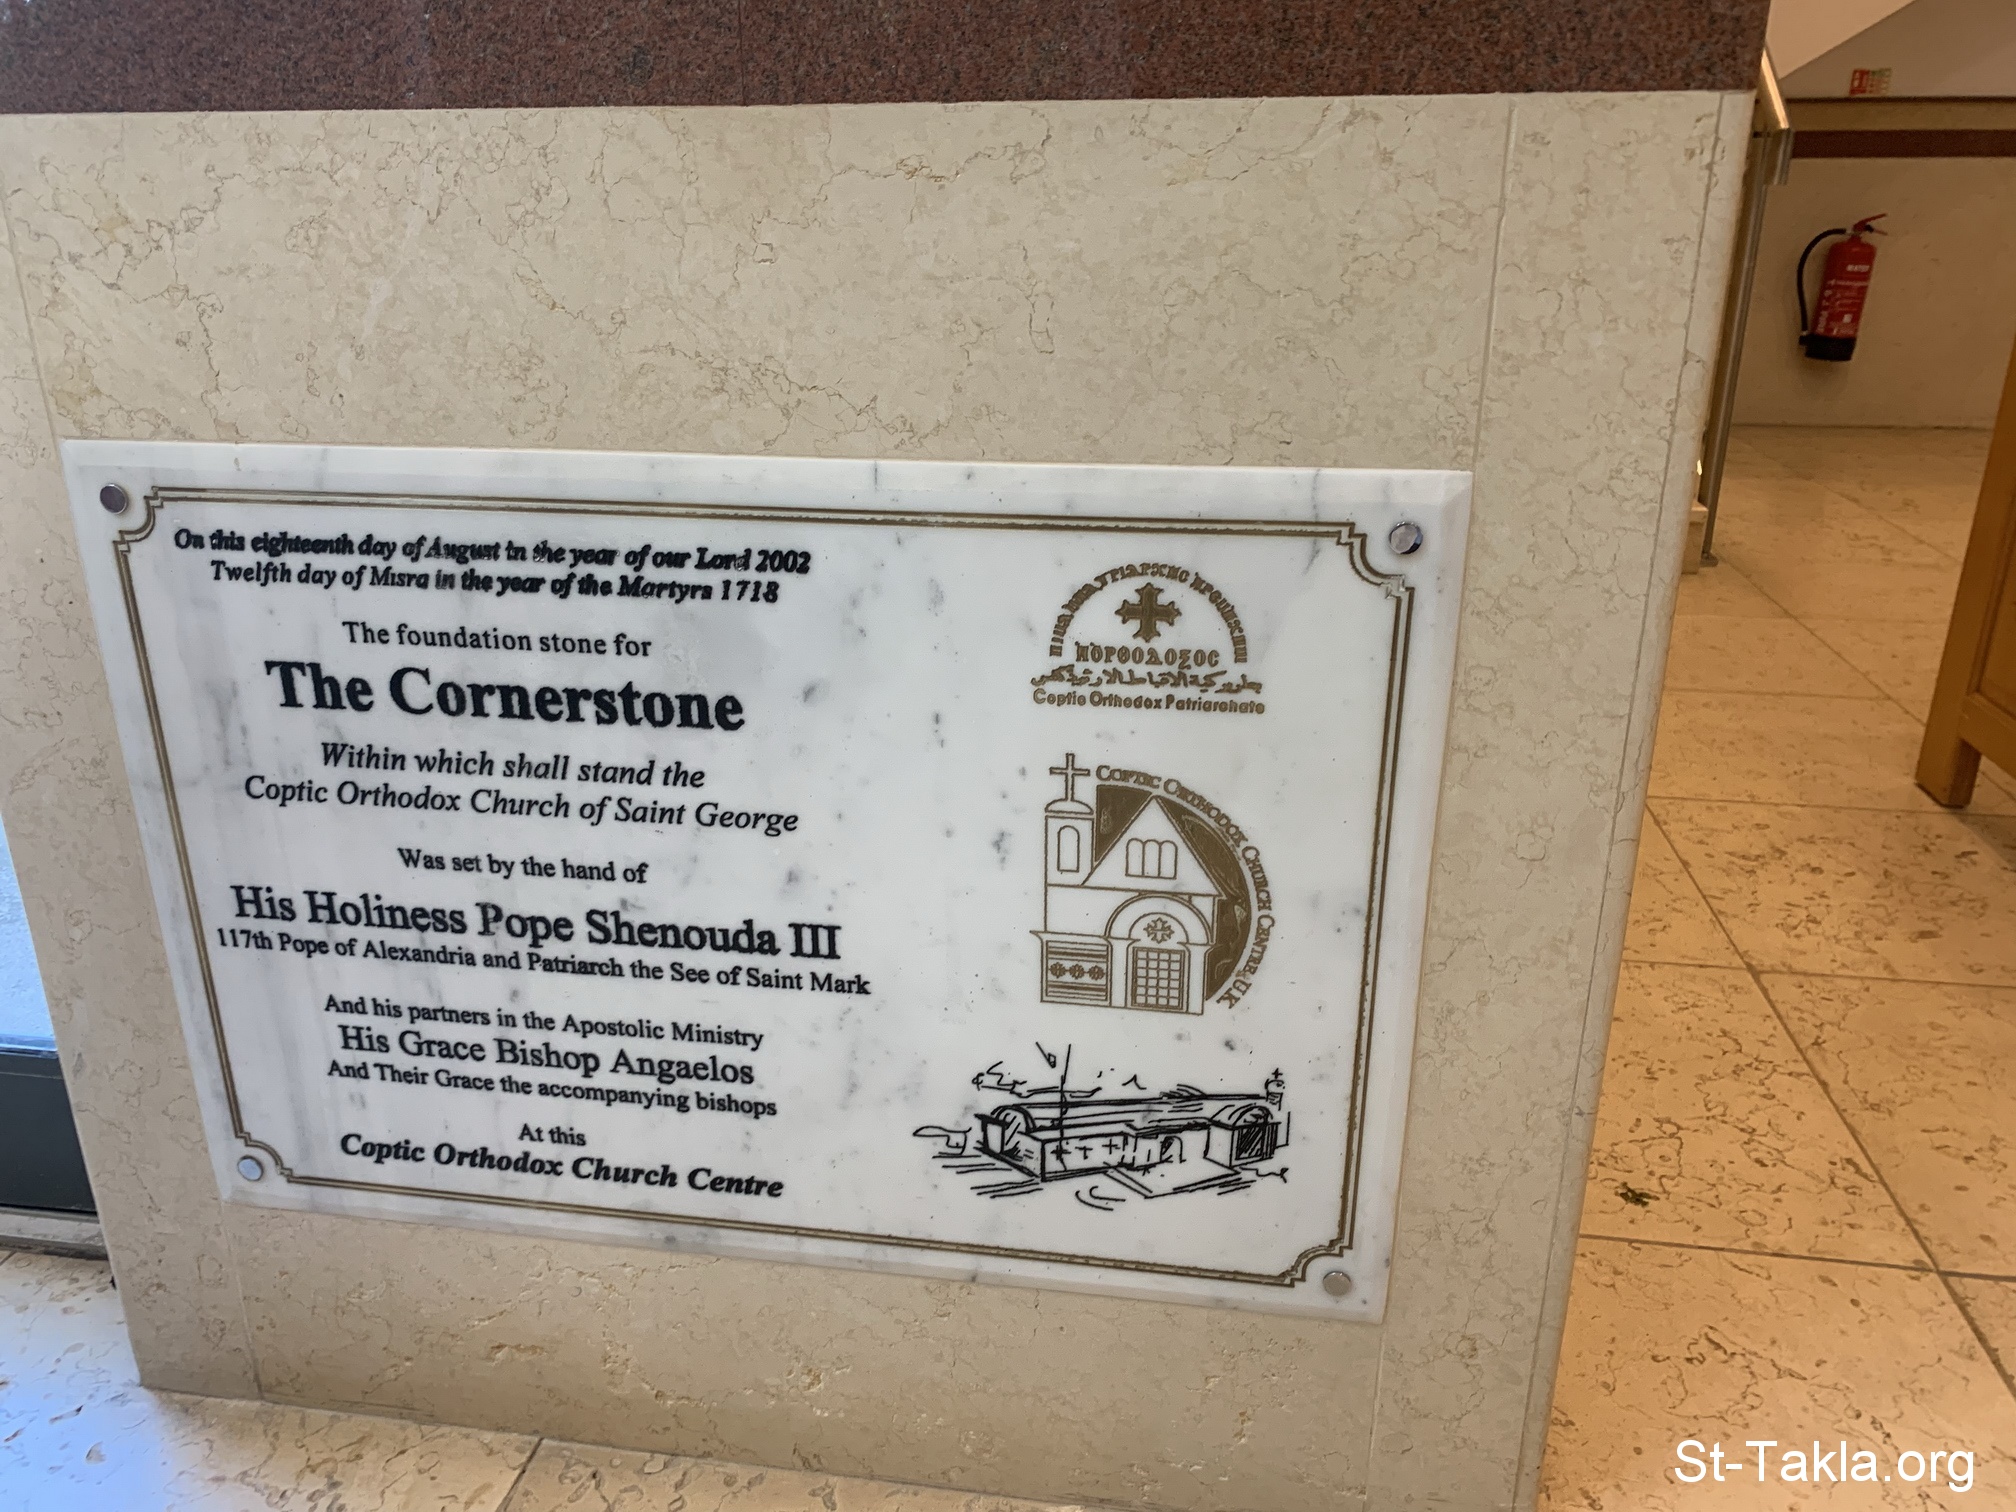 On this eighteenth day of August in the year of our Lord 2002
Twelfth day of Misra in the year of the Martyrs 1718
The foundation stone for
The Cornerstone
Within which shall stand the
Coptic Orthodox Church of Saint George
Was set by the hand of
His Holiness Pope Shenouda III
117th Pope of Alexandria and Patriarch the See of Saint Mark
And his partners in the Apostolic Ministry
His Grace Bishop Angaelos
And Their Grace the accompanying bishops
At this
Coptic Orthodox Church Centre
ⲚⲞⲢⲐⲞⲆⲞⲜⲞⲤ
بطريركية الاقباط الارثوذكس
Coptic Orthodox Patriarchate
COPTIC ORTHODOX CHURCH CENTRE, UK
WATER
St-Takla.org